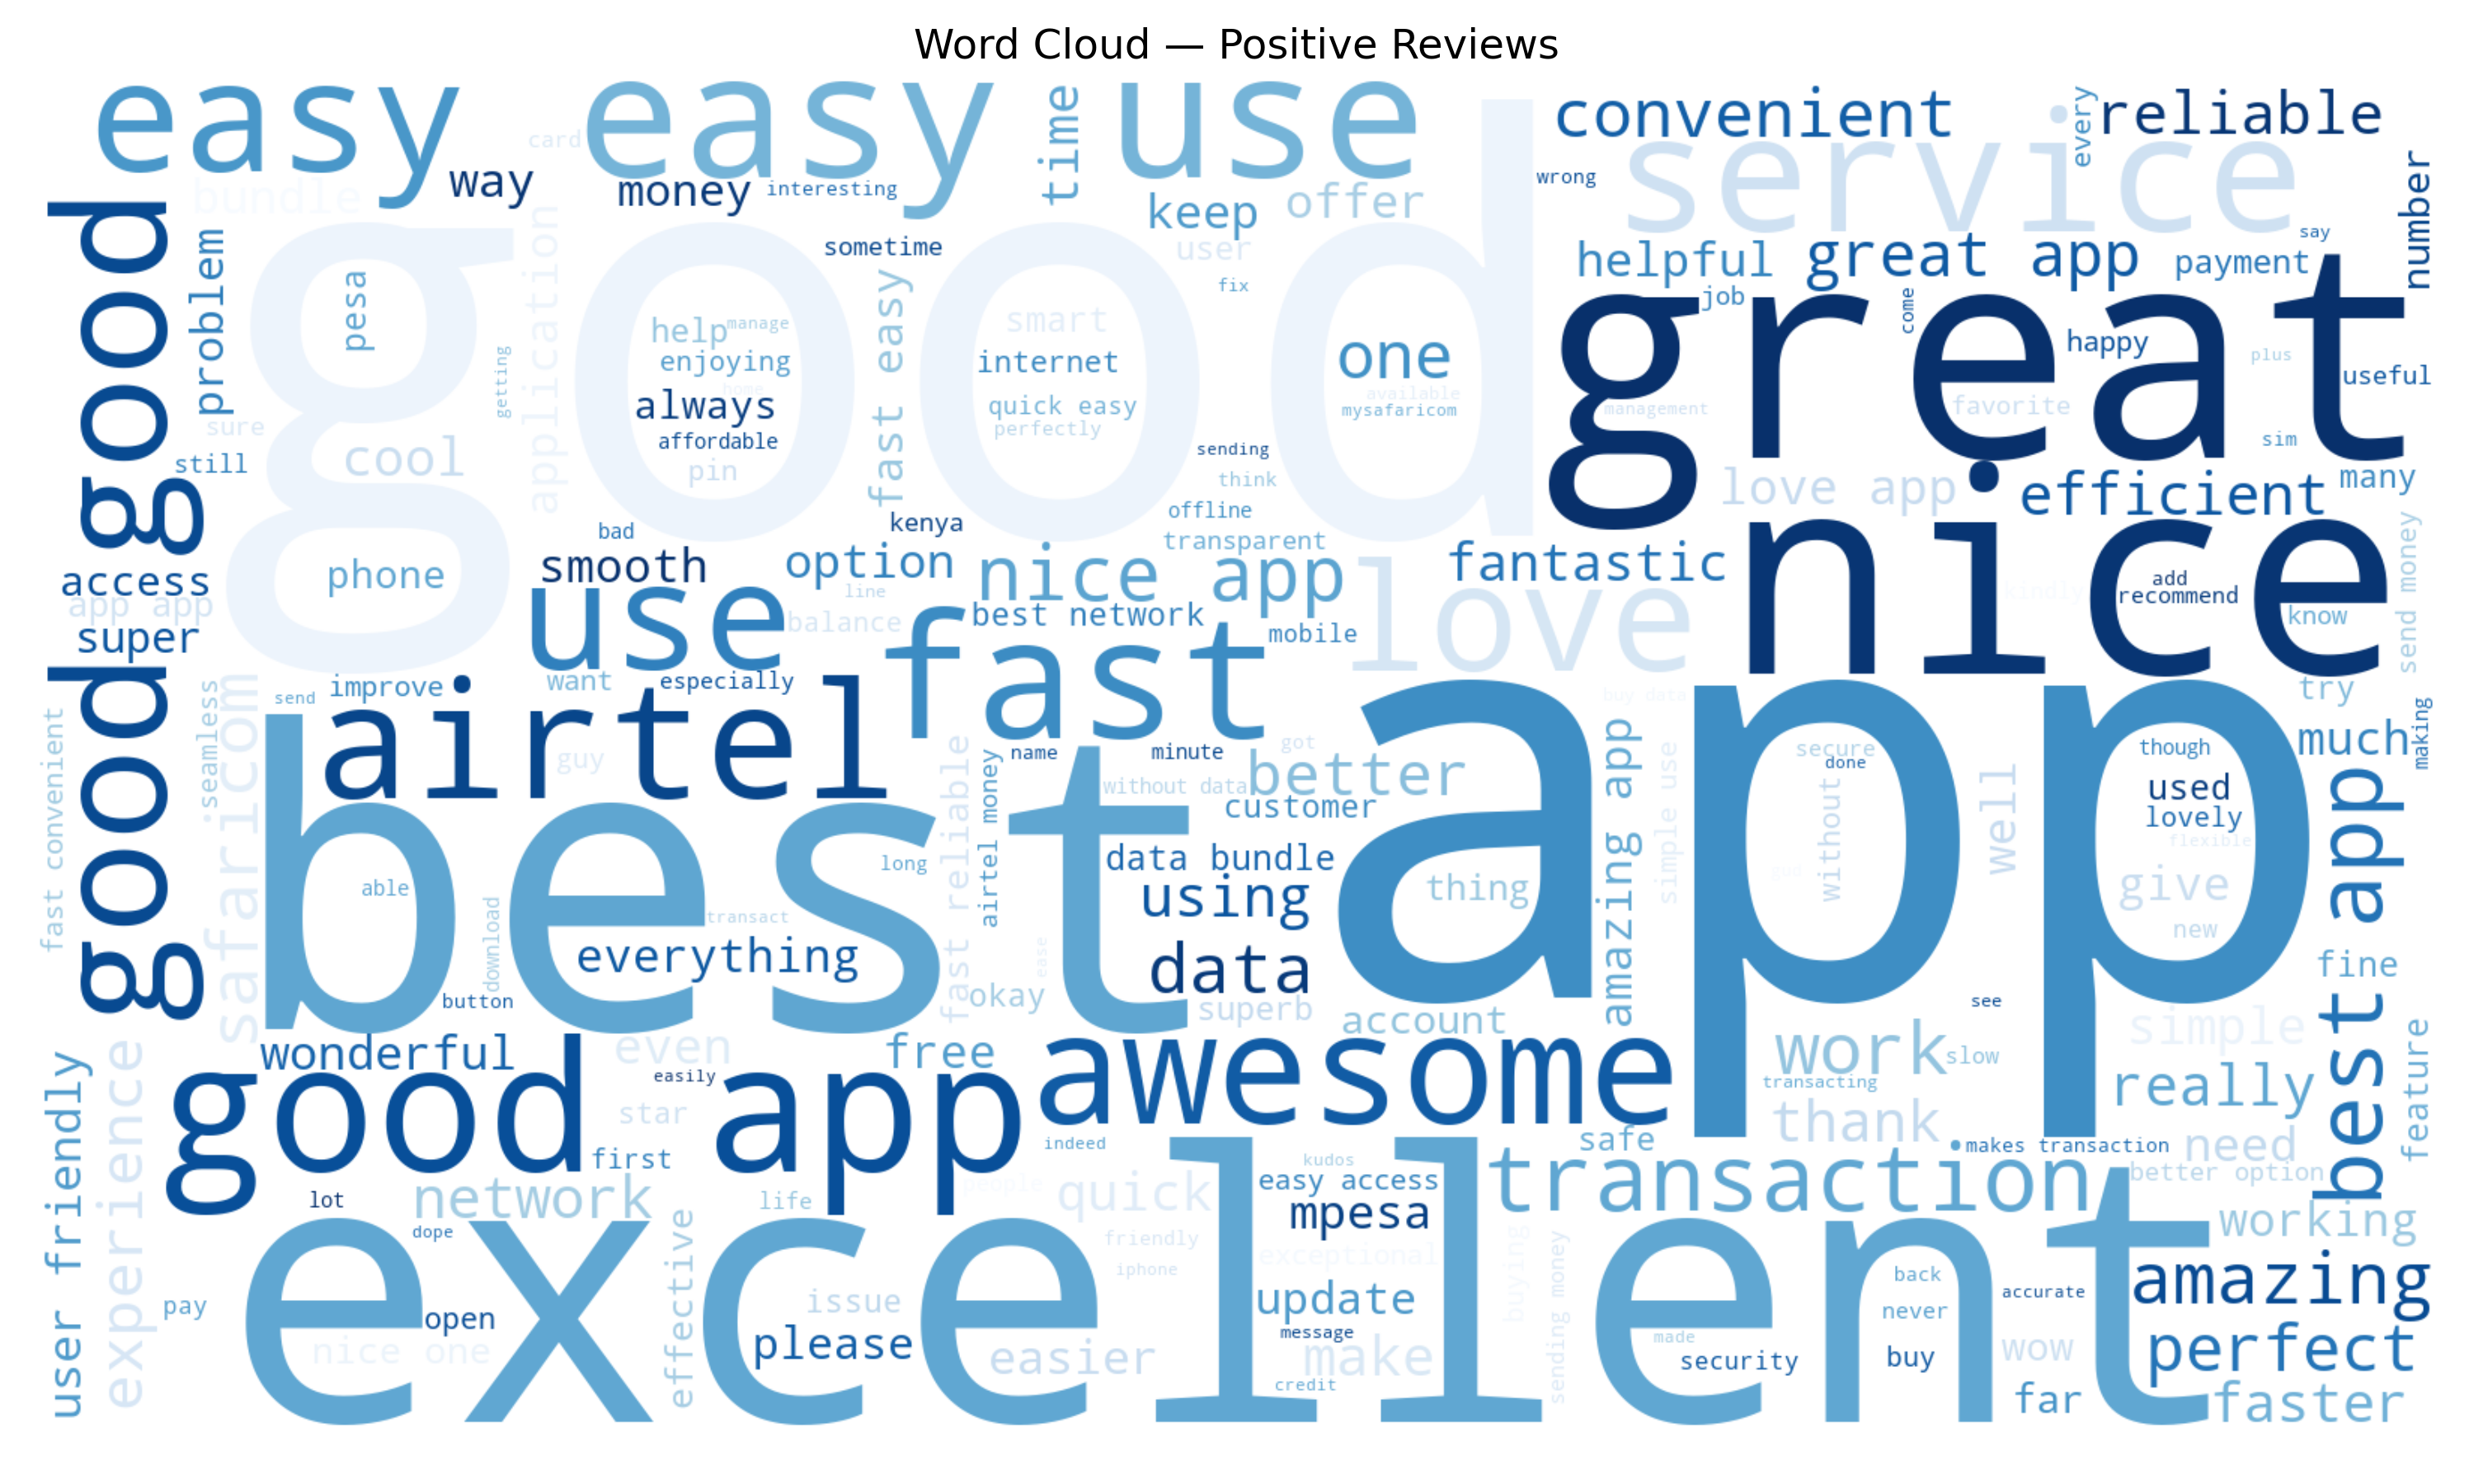 Word Cloud — Positive Reviews
easy
easy use
time
convenient
every
reliable
card
service
way
money
interesting
keep
offer
wrong
number
bundle
good
good
problem
pesa
application
sometime
user
fix
helpful
great app
payment
say
job
come
great
happy
plus
useful
help
manage
enjoying
home
always
affordable
pin
fast easy
smart
internet
quick easy
perfectly
one
available
mysafaricom
management
favorite
sim
getting
sure
cool
still
sending
think
offline
love app
efficient
many
bad
kenya
transparent
access
phone
smooth
option
nice app
fantastic
nice
add
recommend
kindly
know
send money
app app
super
use
line
balance
best network
mobile
love
fast
good
seamless
safaricom
send
improve
want
especially
buy data
try
making
much
airtel
guy
fast reliable
airtel money
name
minute
got
without data
better
customer
app
amazing app
simple use
secure
done
without
well
though
used
lovely
flexible
give
new
best app
fast convenient
best
able
download
long
transact
data bundle
using
thing
everything
ease
data
button
okay
superb
account
see
fine
simple
wonderful
even
free
awesome
work
slow
transacting
really
feature
user friendly
experience
good app
easily
star
first
indeed
safe
thank
makes transaction
need
better option
lot
network
life
people
quick
kudos
easy access
mpesa
transaction
working
dope
effective
friendly
iphone
exceptional
buying
sending money
excellent
back
never
accurate
amazing
pay
open
issue
please
update
message
made
security
buy
wow
perfect
nice one
easier
make
credit
far
faster